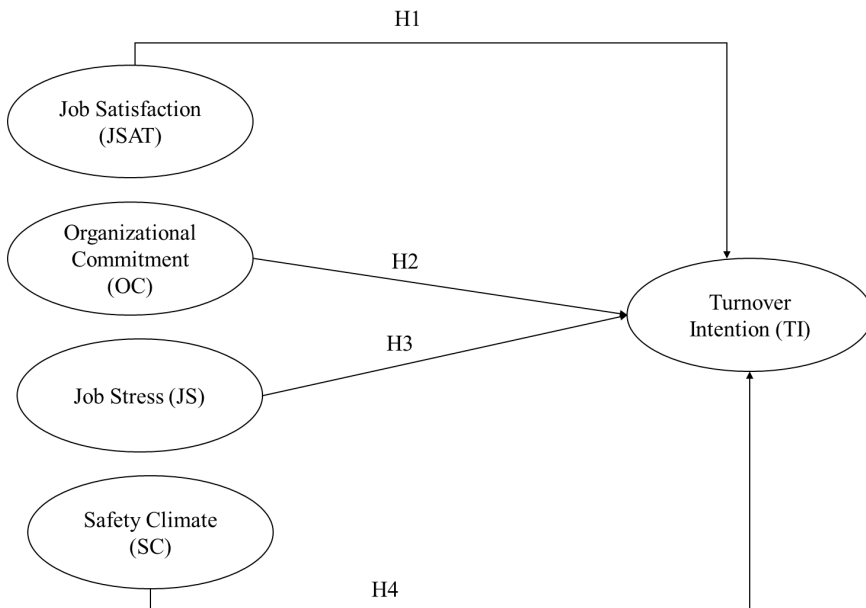 H1
Job Satisfaction
(JSAT)
Organizational
Commitment
(OC)
H2
Turnover
Intention (TI)
H3
Job Stress (JS)
Safety Climate
(SC)
H4